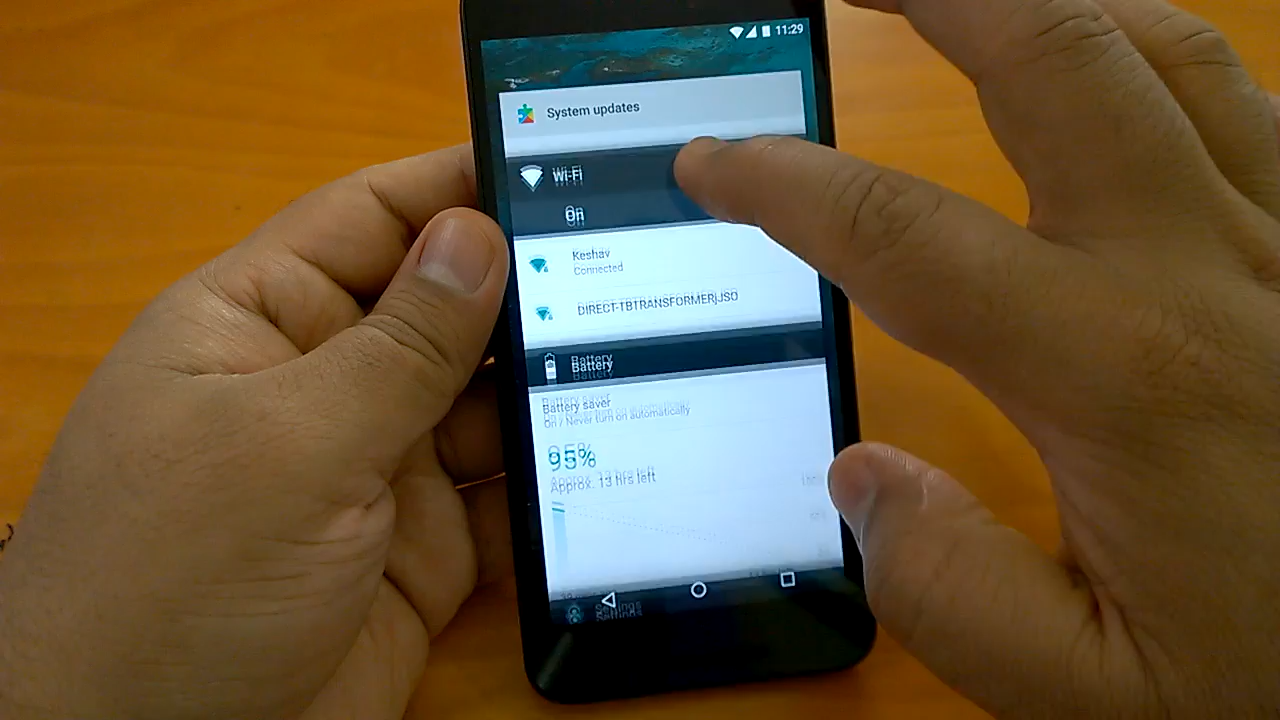 11:29
System updates
Wi-Fi
On
Keshav
Connected
DIRECT-TBTRANSFORMERjJSO
Battery
Battery saver
On / Never turn on automatically
95%
Approx. 13 hrs left
Settings